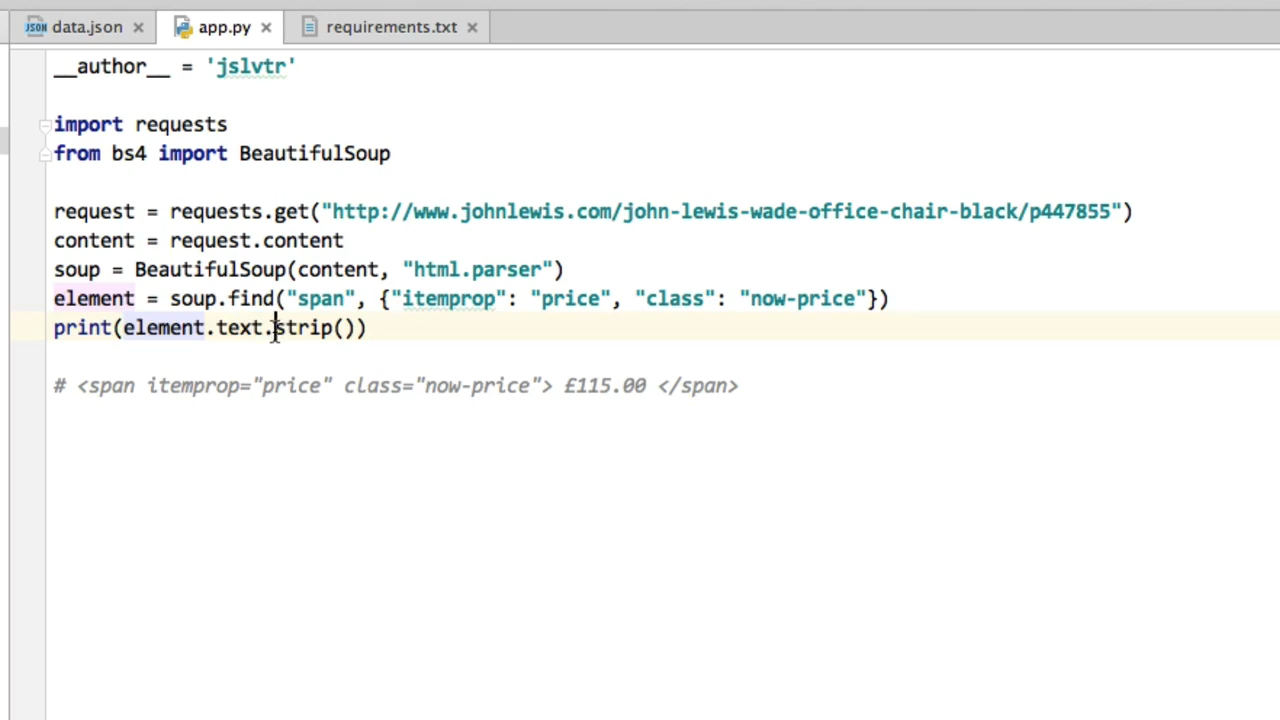 JSON data.json × app.py × requirements.txt ×
__author__ = 'jslvtr'
import requests
from bs4 import BeautifulSoup
request = requests.get("http://www.johnlewis.com/john-lewis-wade-office-chair-black/p447855")
content = request.content
soup = BeautifulSoup(content, "html.parser")
element = soup.find("span", {"itemprop": "price", "class": "now-price"})
print(element.text.strip())
# <span itemprop="price" class="now-price"> £115.00 </span>